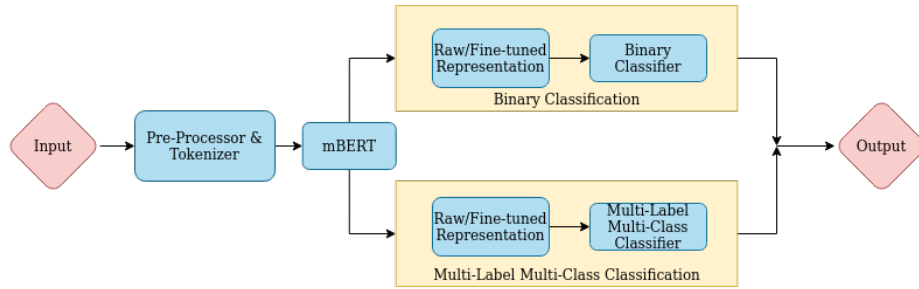 Input
Pre-Processor &
Tokenizer
mBERT
Raw/Fine-tuned
Representation
Binary
Classifier
Binary Classification
Raw/Fine-tuned
Representation
Multi-Label
Multi-Class
Classifier
Multi-Label Multi-Class Classification
Output